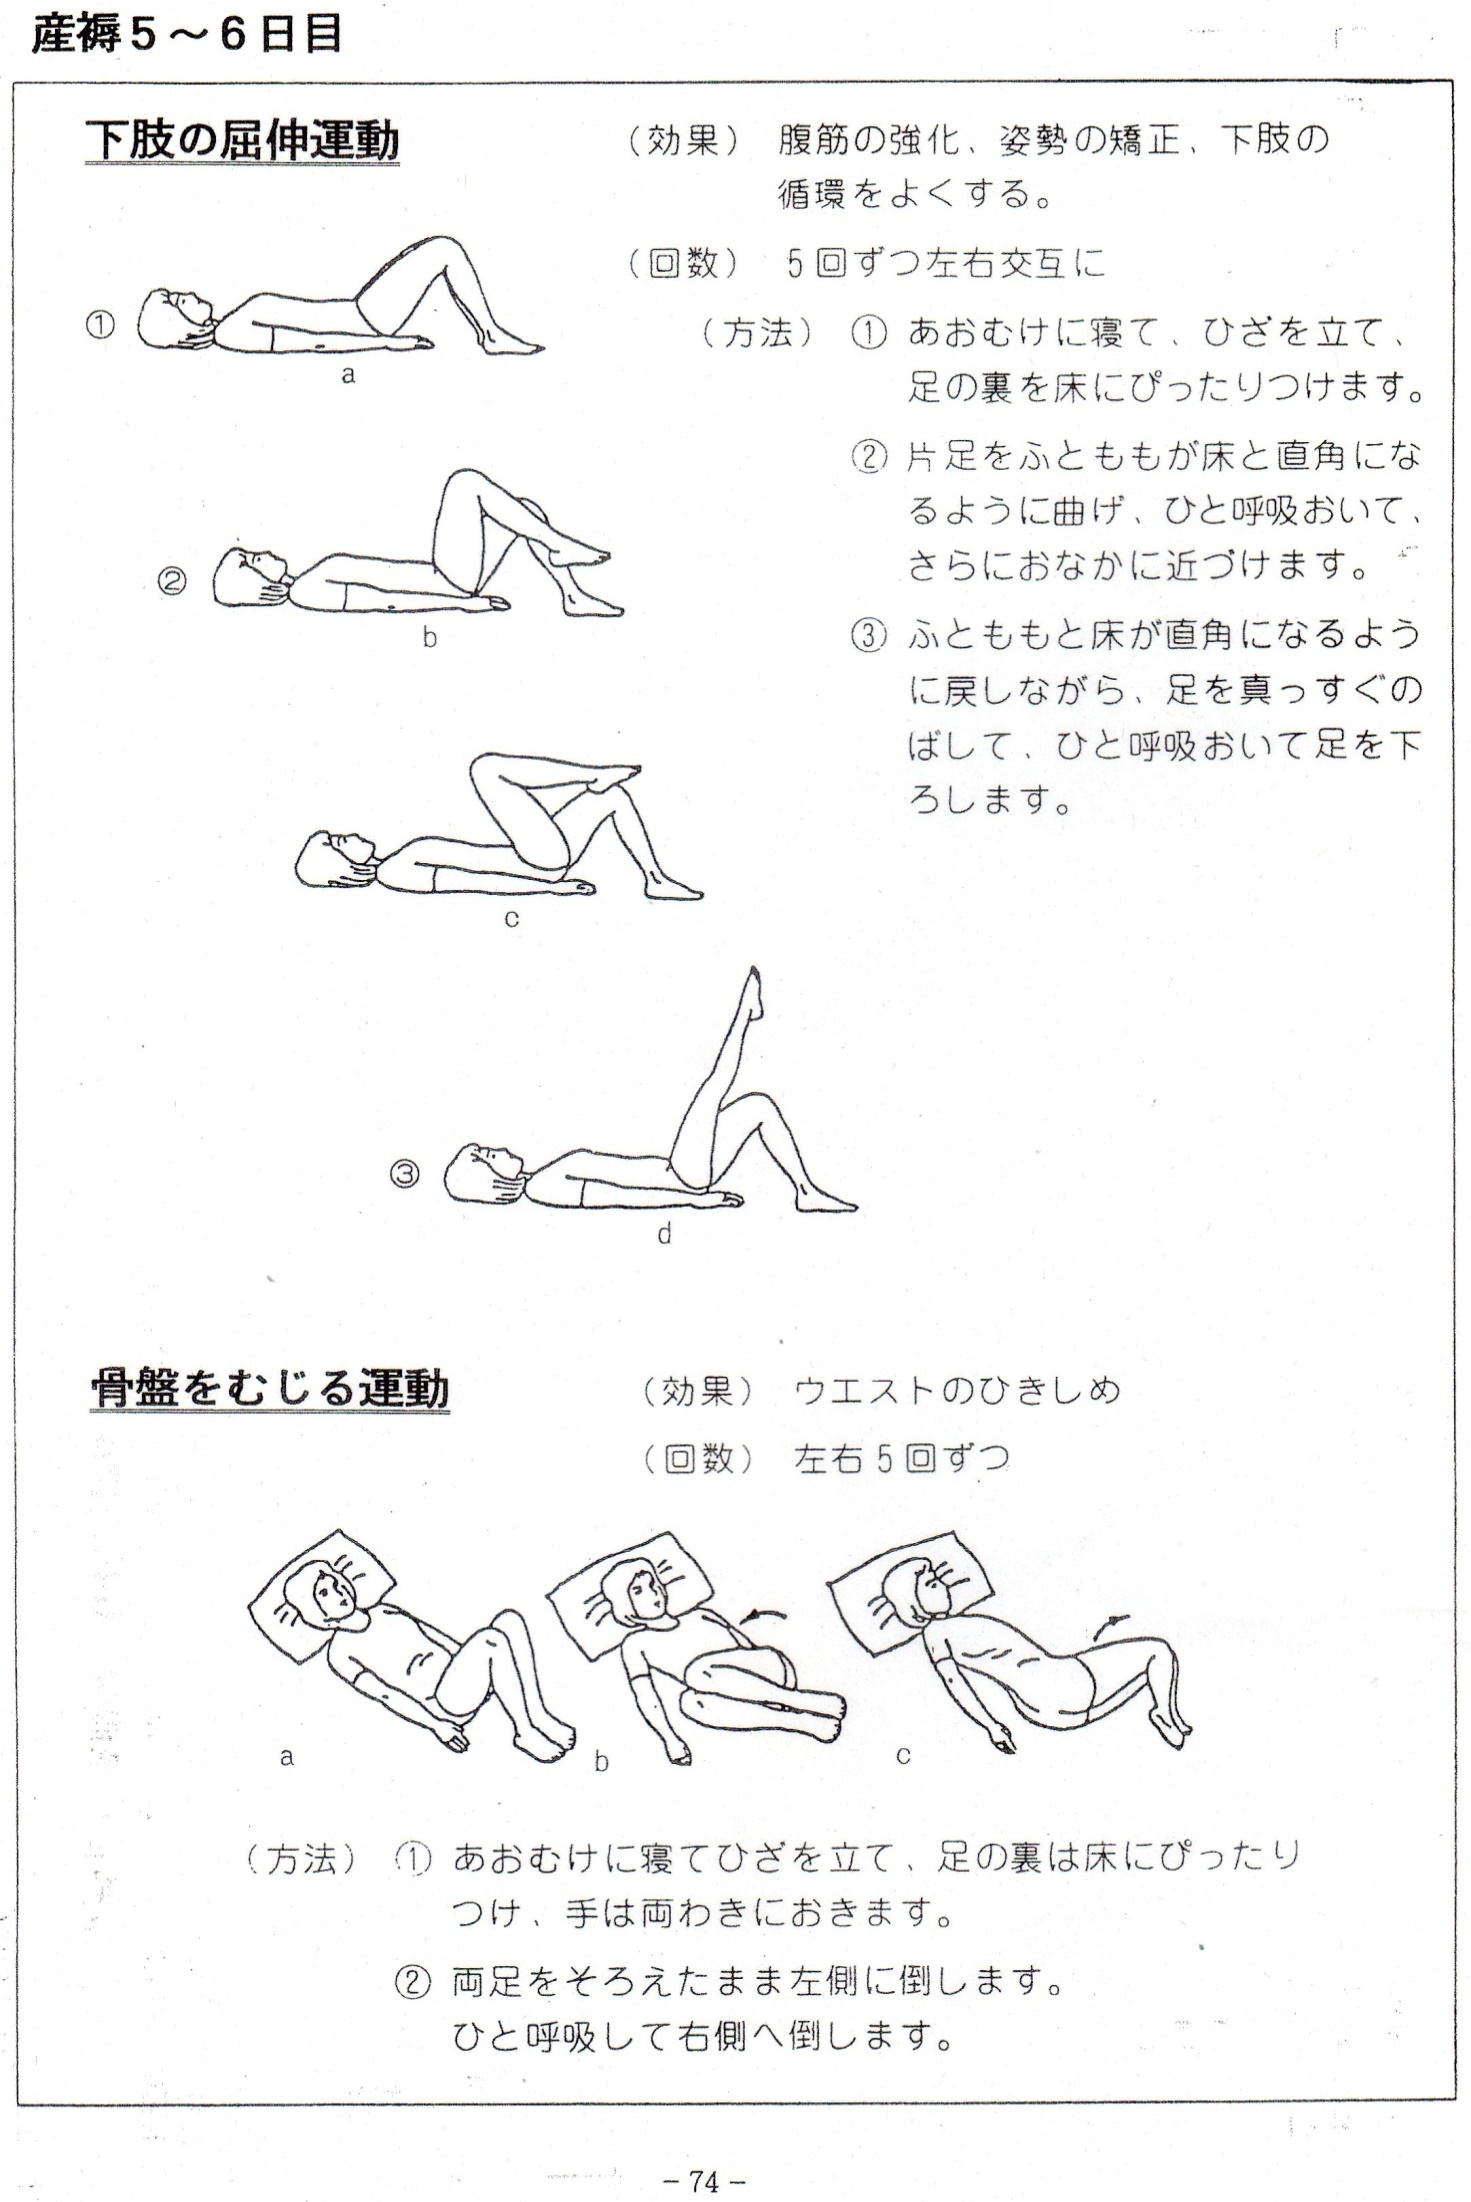 産褥5～6日目
下肢の屈伸運動
（効果） 腹筋の強化、姿勢の矯正、下肢の
循環をよくする。
（回数） 5回ずつ左右交互に
（方法） ① あおむけに寝て、ひざを立て、
足の裏を床にぴったりつけます。
② 片足をふとももが床と直角にな
るように曲げ、ひと呼吸おいて、
さらにおなかに近づけます。
③ ふとももと床が直角になるよう
に戻しながら、足を真っすぐの
ばして、ひと呼吸おいて足を下
ろします。
①
a
②
b
c
③
d
骨盤をむじる運動
（効果） ウエストのひきしめ
（回数） 左右5回ずつ
a
b
c
（方法） ① あおむけに寝てひざを立て、足の裏は床にぴったり
つけ、手は両わきにおきます。
② 両足をそろえたまま左側に倒します。
ひと呼吸して右側へ倒します。
－74－